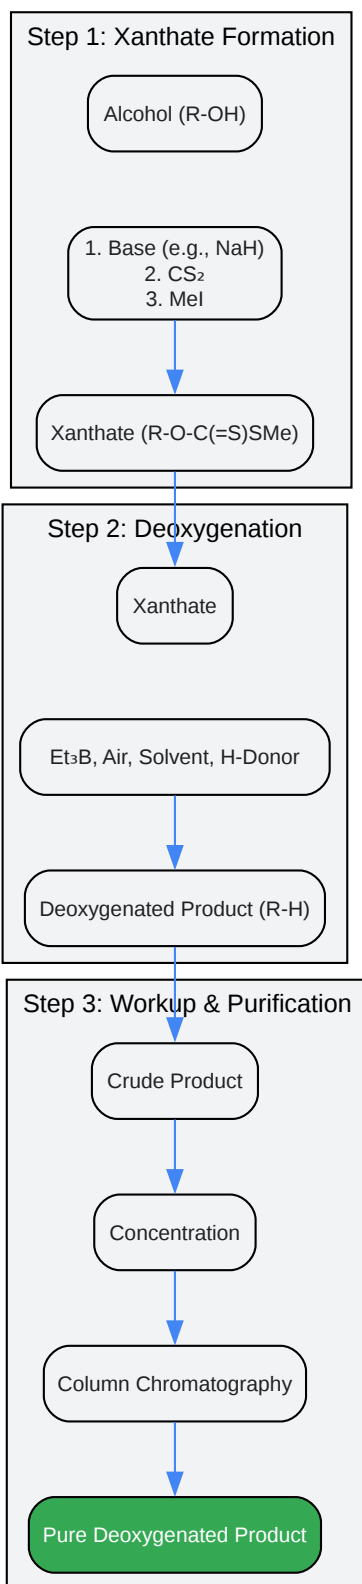 Step 1: Xanthate Formation
Alcohol (R-OH)
1. Base (e.g., NaH)
2. CS₂
3. MeI
Xanthate (R-O-C(=S)SMe)
Step 2: Deoxygenation
Xanthate
Et₃B, Air, Solvent, H-Donor
Deoxygenated Product (R-H)
Step 3: Workup & Purification
Crude Product
Concentration
Column Chromatography
Pure Deoxygenated Product